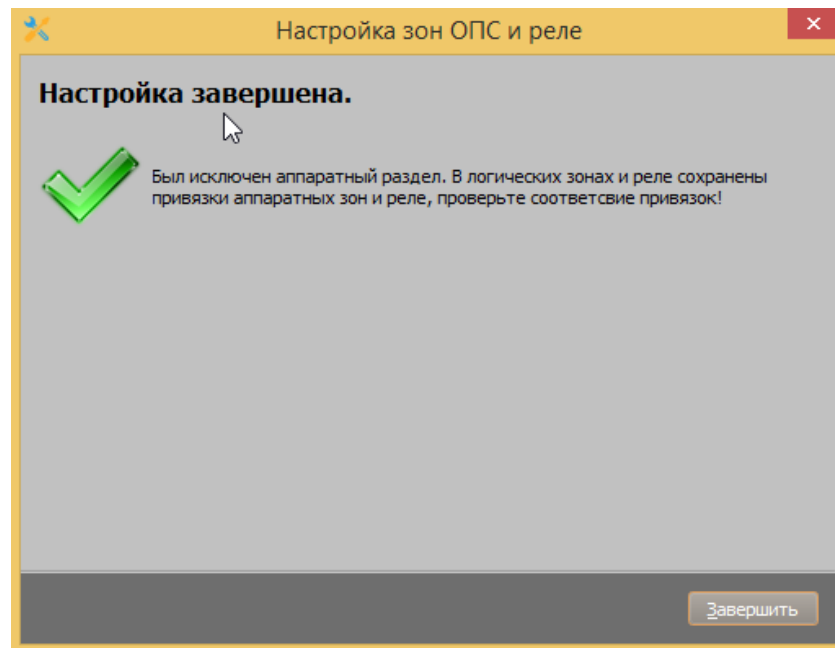 Настройка зон ОПС и реле
Настройка завершена.
Был исключен аппаратный раздел. В логических зонах и реле сохранены
привязки аппаратных зон и реле, проверьте соответсвие привязок!
Завершить